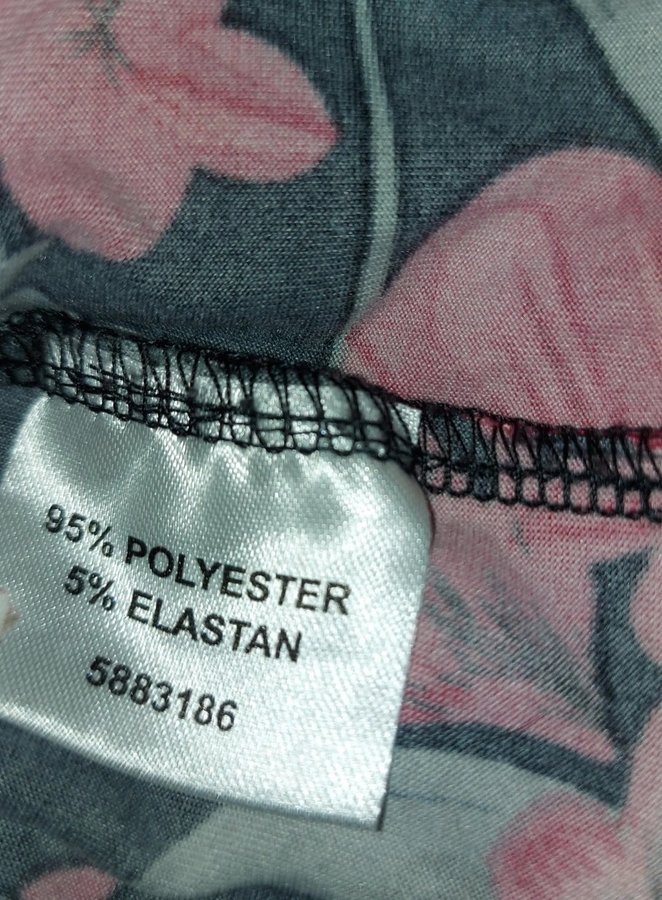 95% POLYESTER
5% ELASTAN
5883186